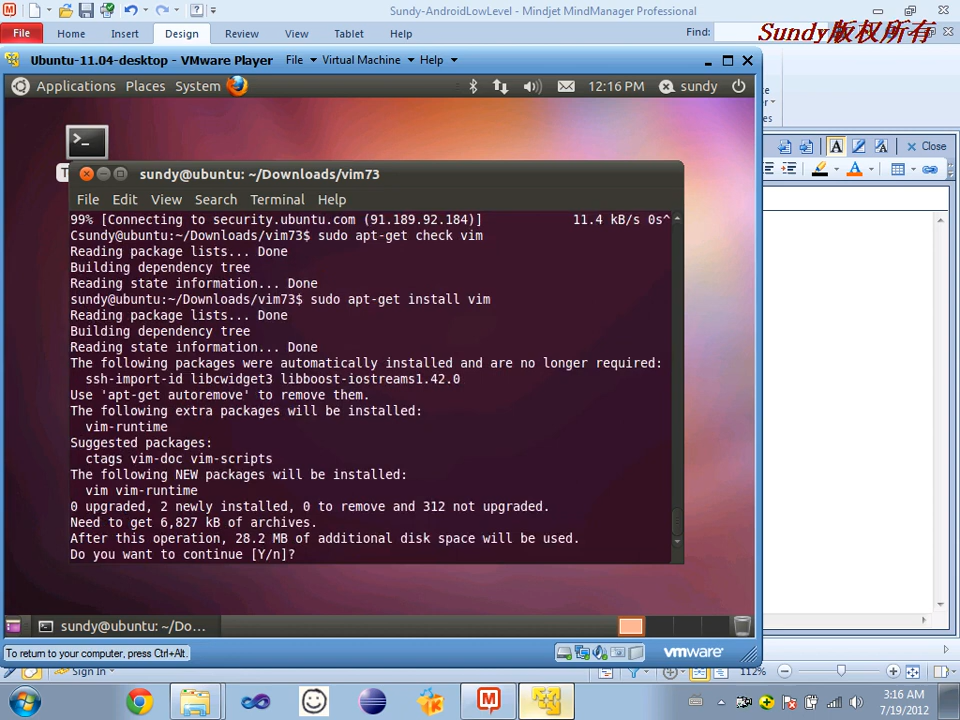 Sundy-AndroidLowLevel - Mindjet MindManager Professional
File Home Insert Design Review View Tablet Help Find:
Sundy版权所有
Ubuntu-11.04-desktop - VMware Player File Virtual Machine Help
Applications Places System 12:16 PM sundy
Close
sundy@ubuntu: ~/Downloads/vim73
File Edit View Search Terminal Help
99% [Connecting to security.ubuntu.com (91.189.92.184)] 11.4 kB/s 0s^
Csundy@ubuntu:~/Downloads/vim73$ sudo apt-get check vim
Reading package lists... Done
Building dependency tree
Reading state information... Done
sundy@ubuntu:~/Downloads/vim73$ sudo apt-get install vim
Reading package lists... Done
Building dependency tree
Reading state information... Done
The following packages were automatically installed and are no longer required:
ssh-import-id libcwidget3 libboost-iostreams1.42.0
Use 'apt-get autoremove' to remove them.
The following extra packages will be installed:
vim-runtime
Suggested packages:
ctags vim-doc vim-scripts
The following NEW packages will be installed:
vim vim-runtime
0 upgraded, 2 newly installed, 0 to remove and 312 not upgraded.
Need to get 6,827 kB of archives.
After this operation, 28.2 MB of additional disk space will be used.
Do you want to continue [Y/n]?
sundy@ubuntu: ~/Do...
To return to your computer, press Ctrl+Alt.
vmware
Sign In 112%
3:16 AM
7/19/2012